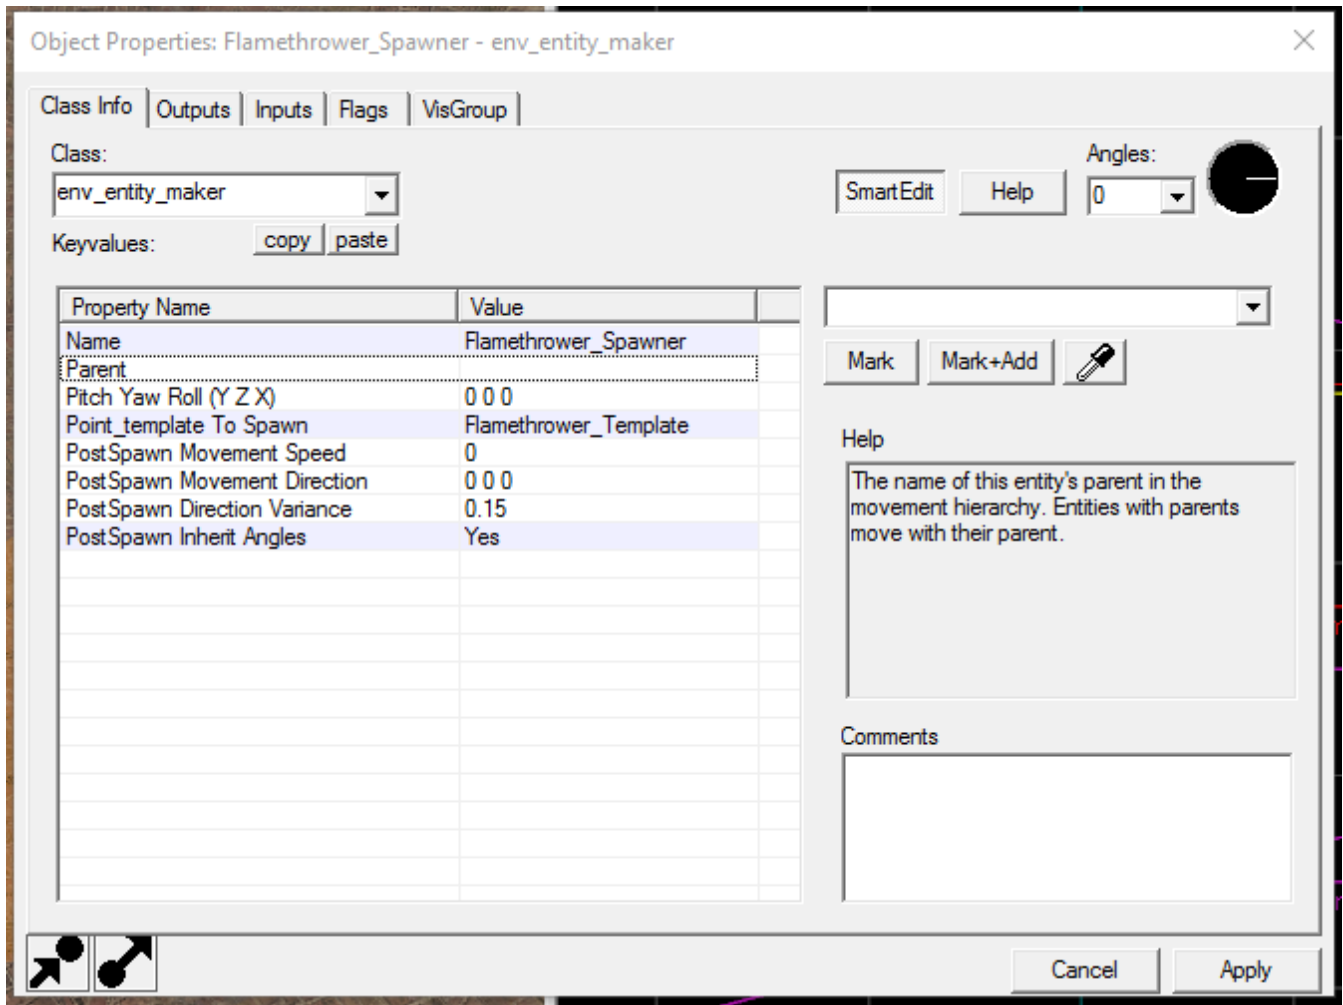 Object Properties: Flamethrower_Spawner - env_entity_maker
Class Info Outputs Inputs Flags VisGroup
Class:
env_entity_maker
Keyvalues: copy paste
SmartEdit Help
Angles:
0
Property Name Value
Name Flamethrower_Spawner
Parent
Pitch Yaw Roll (Y Z X) 0 0 0
Point_template To Spawn Flamethrower_Template
PostSpawn Movement Speed 0
PostSpawn Movement Direction 0 0 0
PostSpawn Direction Variance 0.15
PostSpawn Inherit Angles Yes
Mark Mark+Add
Help
The name of this entity's parent in the
movement hierarchy. Entities with parents
move with their parent.
Comments
Cancel Apply